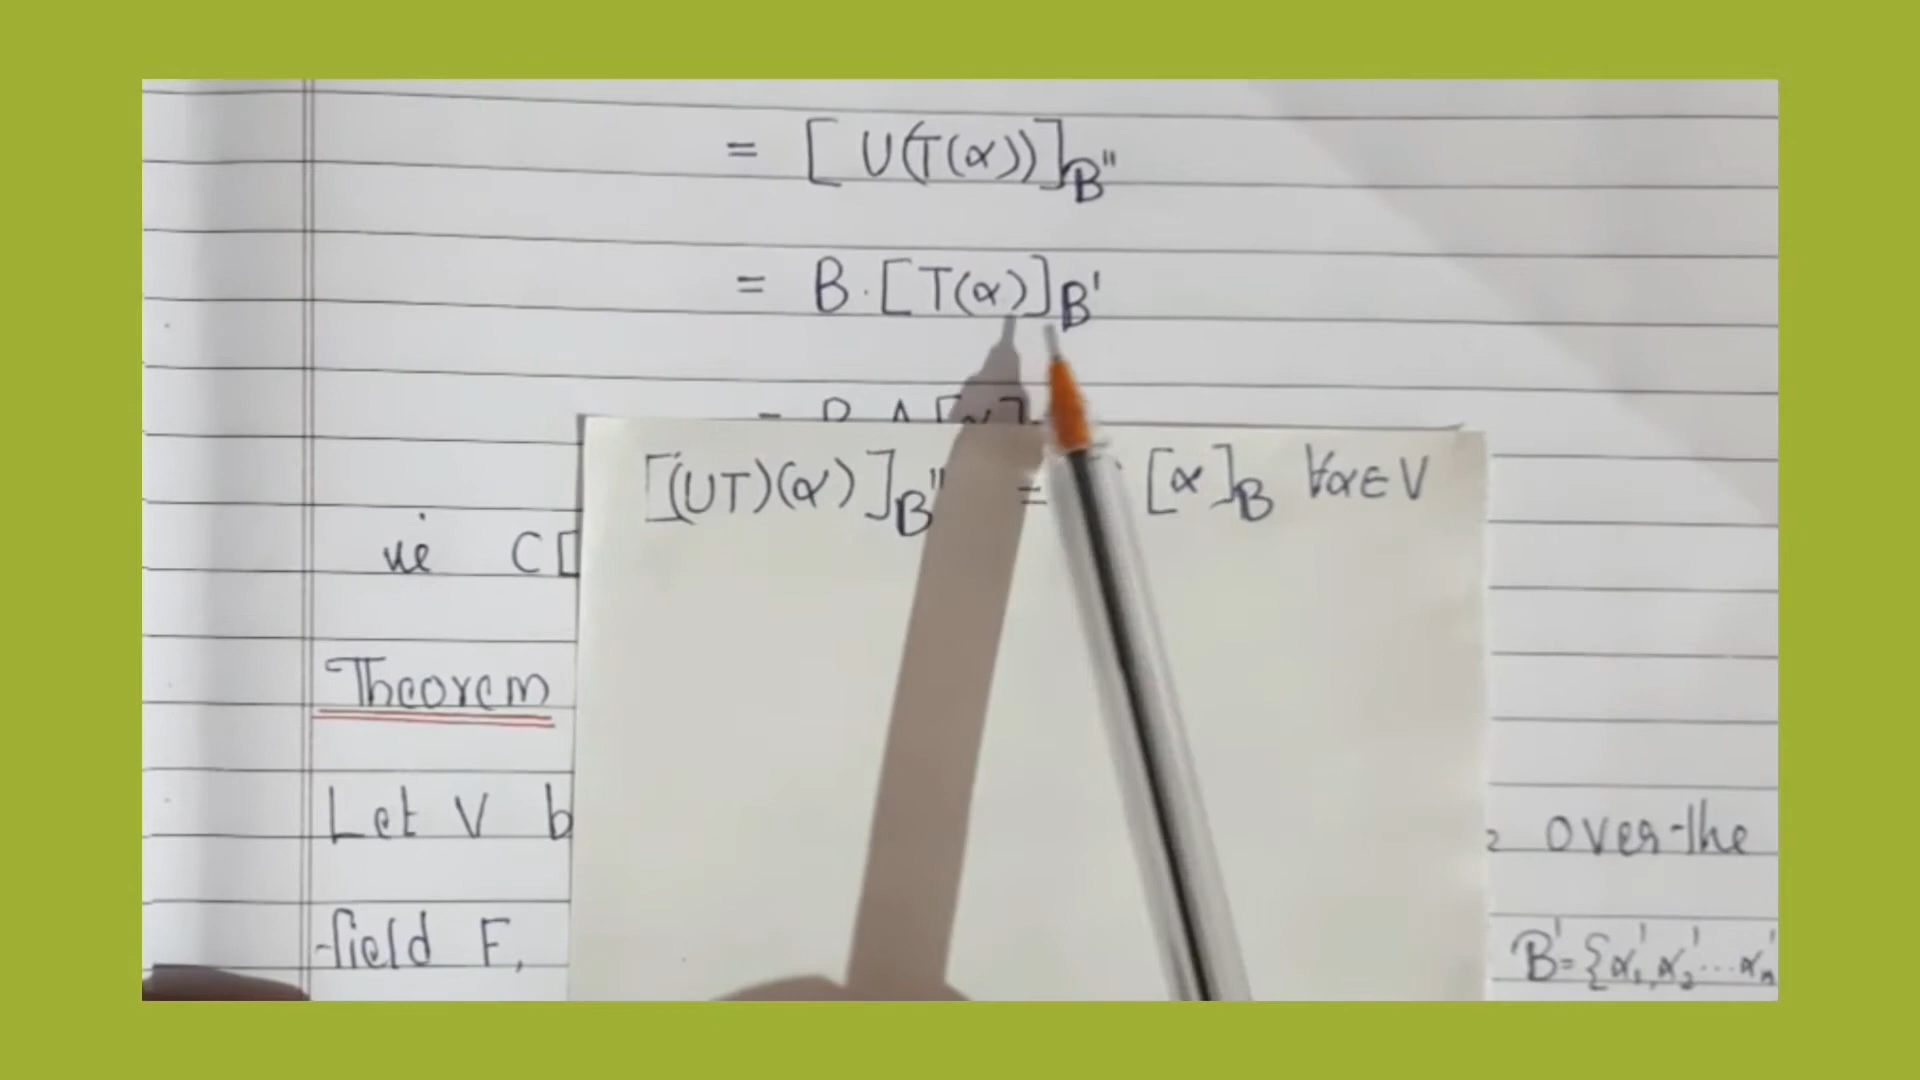 = [ U(T(α)) ]B''
= B·[T(α)]B'
= B A [α]
[(UT)(α)]B'' = [α]B ∀α∈V
ie C[
Theorem
Let V b
over the
field F,
B'={α₁', α₂' ... αₙ'